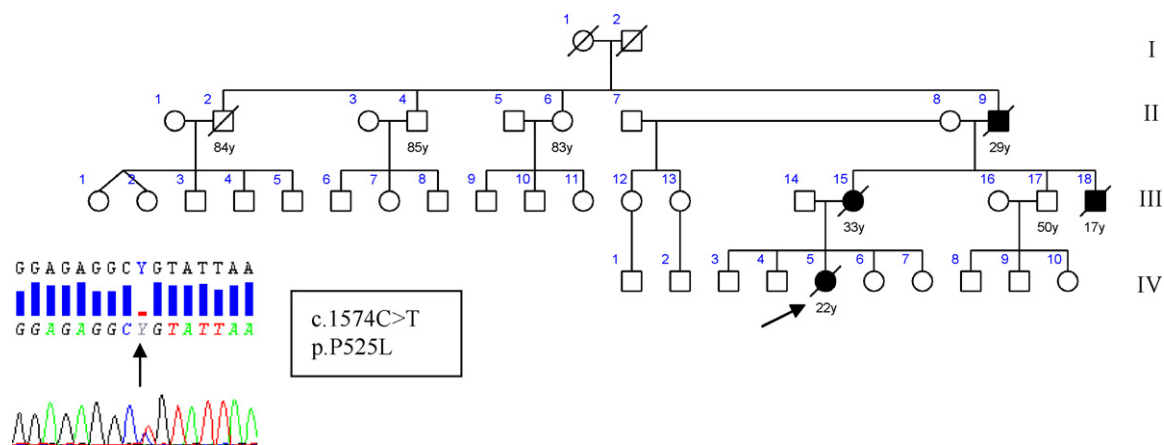 1 2
I
1 2 3 4 5 6 7 8 9
II
84y 85y 83y 29y
1 2 3 4 5 6 7 8 9 10 11 12 13 14 15 16 17 18
III
33y 50y 17y
1 2 3 4 5 6 7 8 9 10
IV
22y
GGAGAGGCYGTATTAA
GGAGAGGCYGTATTAA
c.1574C>T
p.P525L